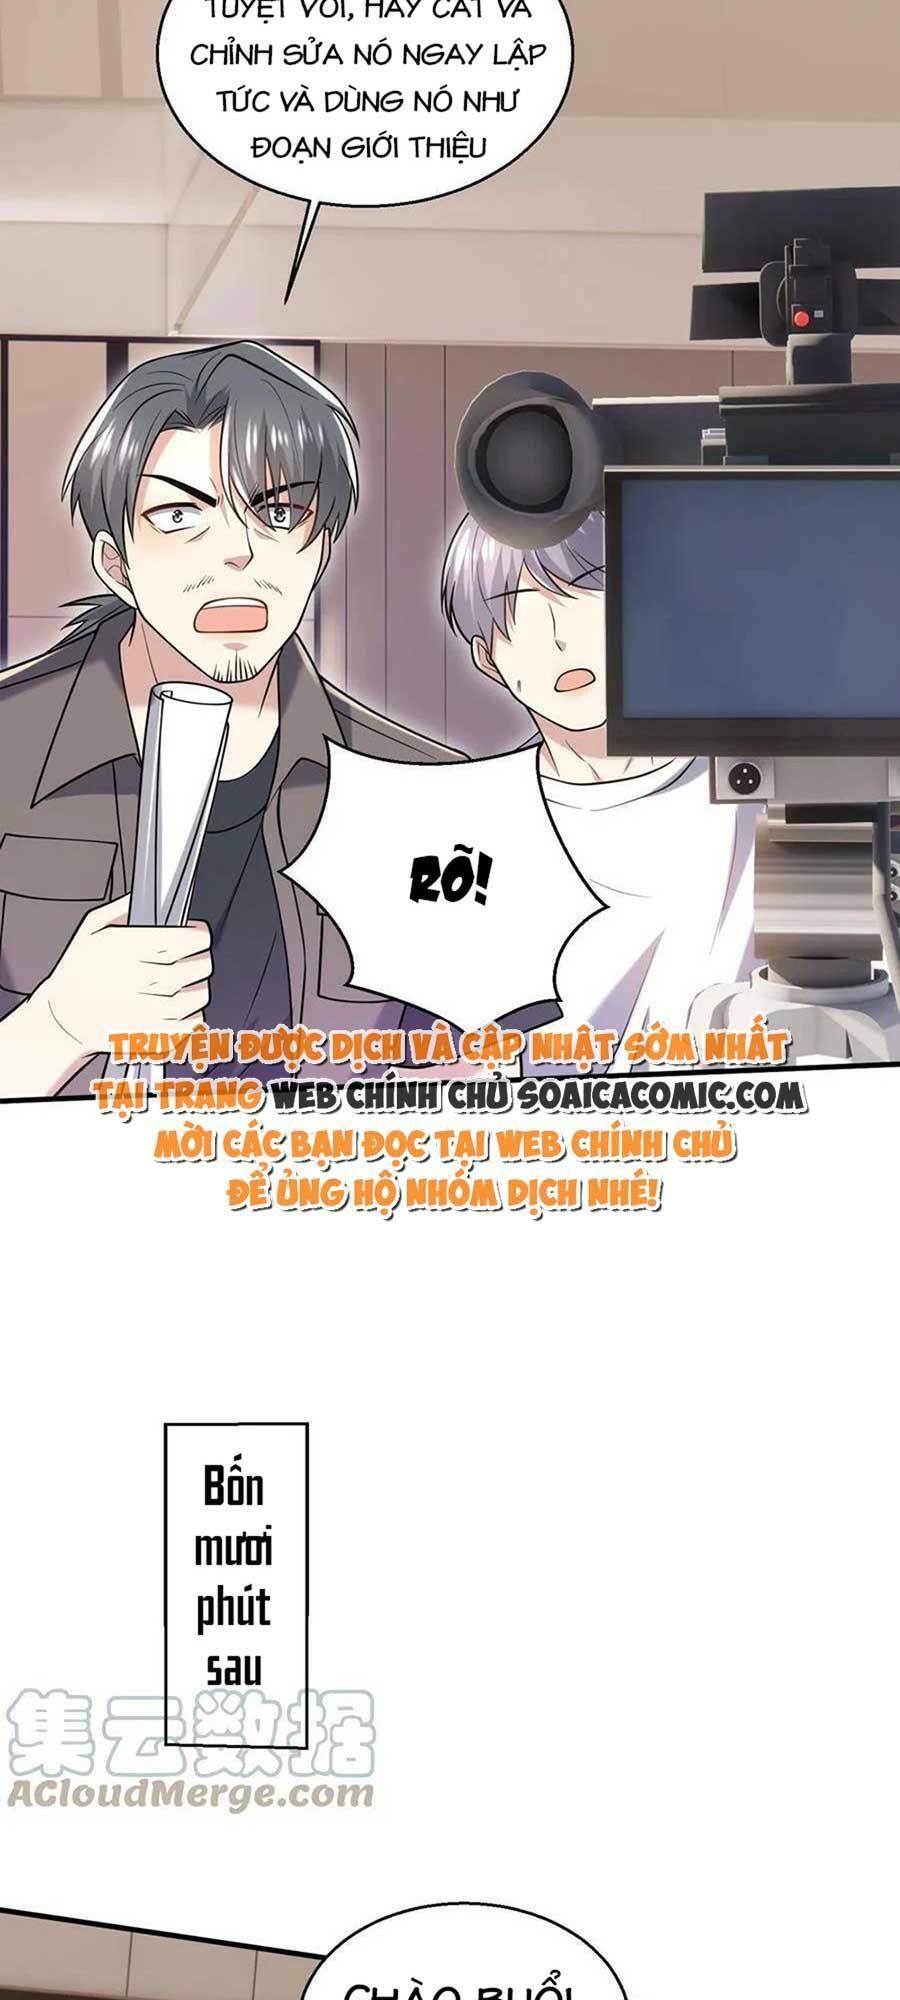 TUYỆT VỜI, HÃY CẮT VÀ
CHỈNH SỬA NÓ NGAY LẬP
TỨC VÀ DÙNG NÓ NHƯ
ĐOẠN GIỚI THIỆU
RÕ!
TRUYỆN ĐƯỢC DỊCH VÀ CẬP NHẬT SỚM NHẤT
TẠI TRANG WEB CHÍNH CHỦ SOAICACOMIC.COM
MỜI CÁC BẠN ĐỌC TẠI WEB CHÍNH CHỦ
ĐỂ ỦNG HỘ NHÓM DỊCH NHÉ!
Bốn
mươi
phút
sau
集云数据
ACloudMerge.com
CHÀO BUỔI